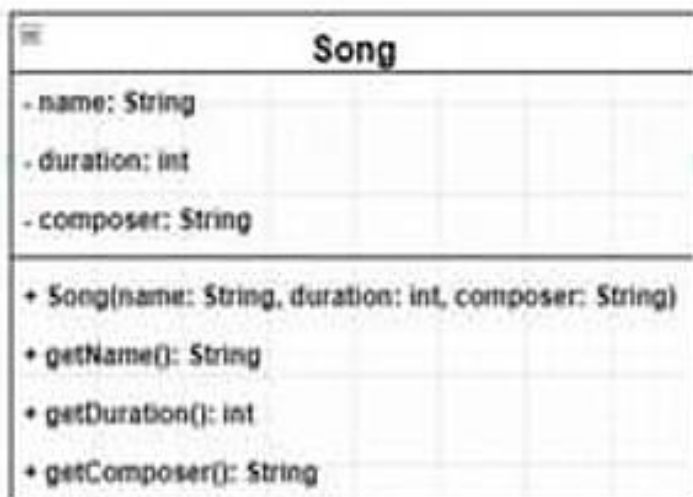 Song
- name: String
- duration: int
- composer: String
+ Song(name: String, duration: int, composer: String)
+ getName(): String
+ getDuration(): int
+ getComposer(): String